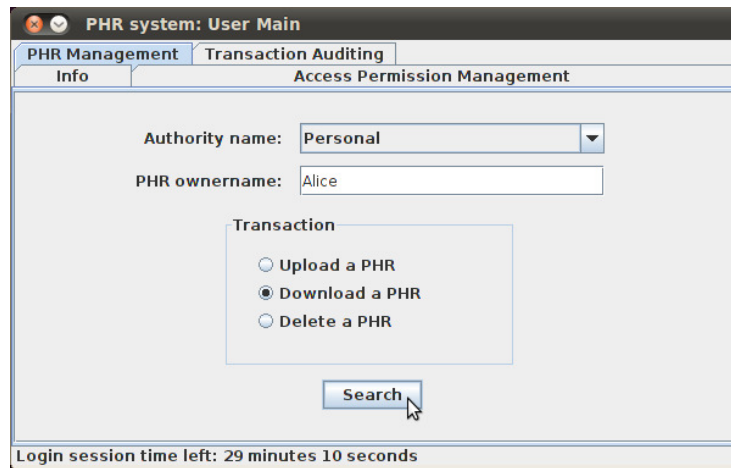 PHR system: User Main
PHR Management Transaction Auditing
Info Access Permission Management
Authority name: Personal
PHR ownername: Alice
Transaction
Upload a PHR
Download a PHR
Delete a PHR
Search
Login session time left: 29 minutes 10 seconds